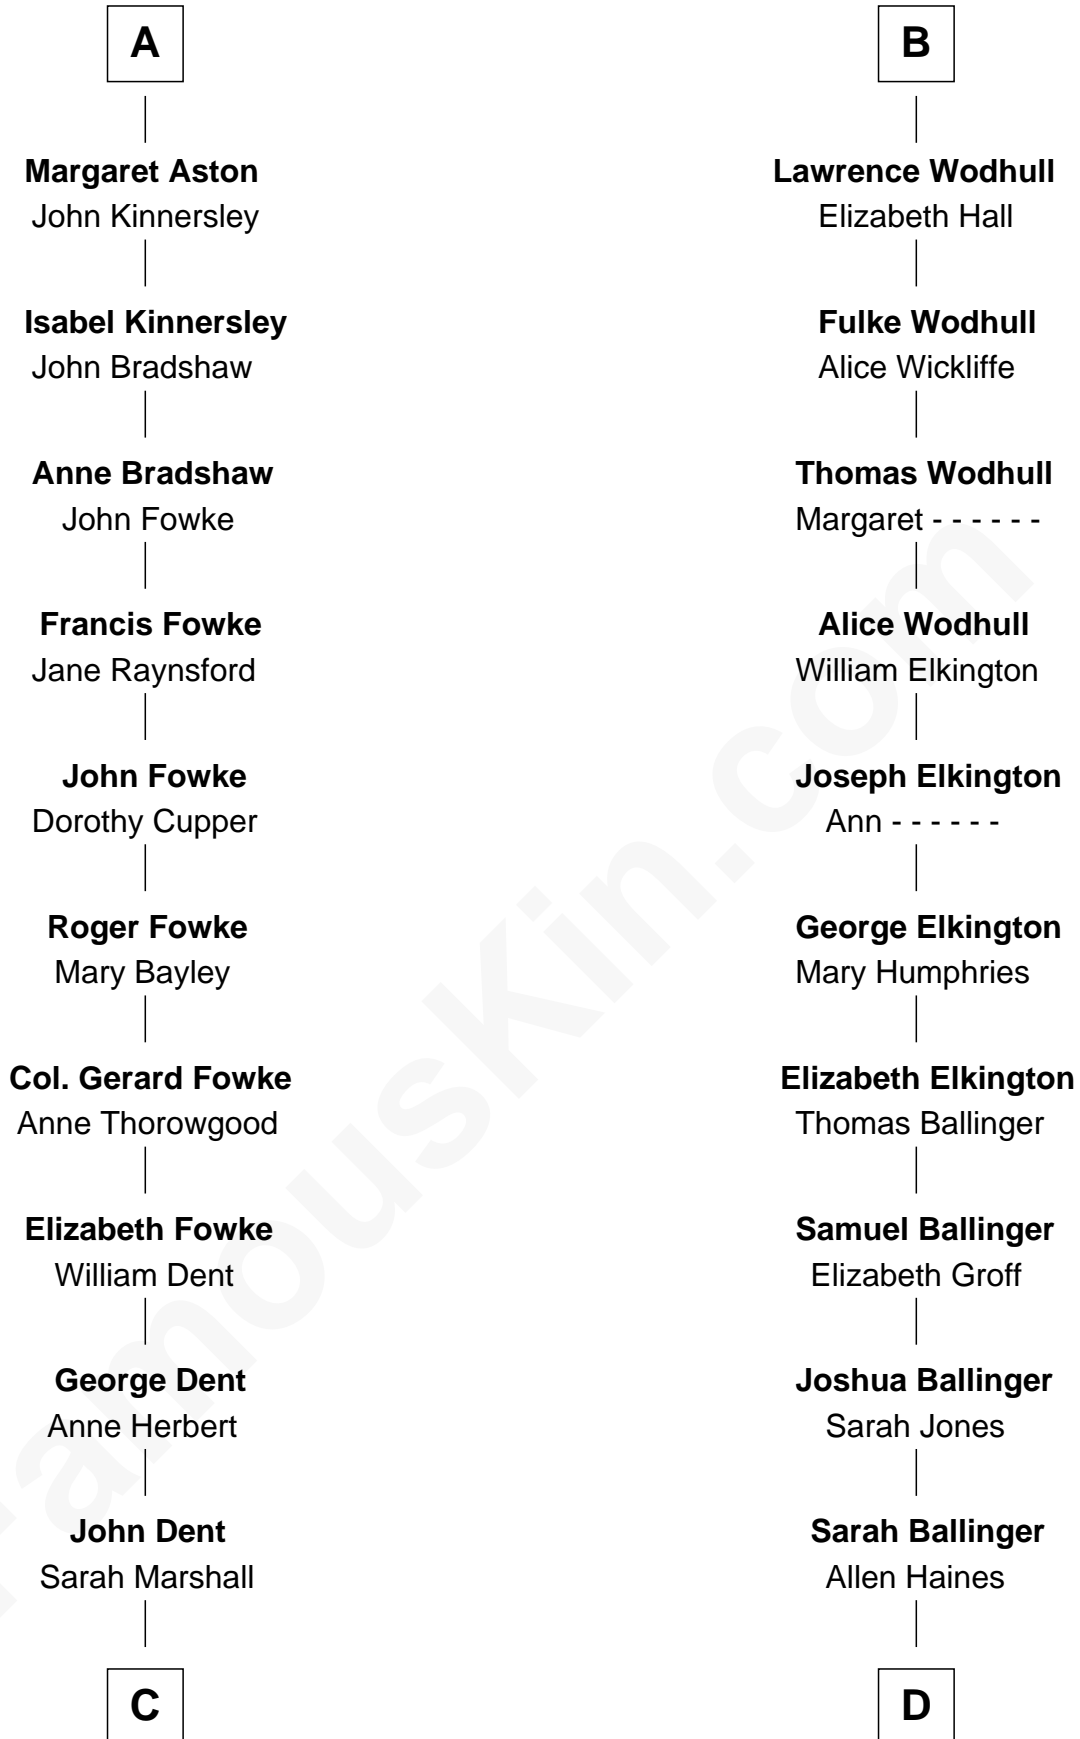 A
Margaret Aston
John Kinnersley
Isabel Kinnersley
John Bradshaw
Anne Bradshaw
John Fowke
Francis Fowke
Jane Raynsford
John Fowke
Dorothy Cupper
Roger Fowke
Mary Bayley
Col. Gerard Fowke
Anne Thorowgood
Elizabeth Fowke
William Dent
George Dent
Anne Herbert
John Dent
Sarah Marshall
C
B
Lawrence Wodhull
Elizabeth Hall
Fulke Wodhull
Alice Wickliffe
Thomas Wodhull
Margaret - - - - - -
Alice Wodhull
William Elkington
Joseph Elkington
Ann - - - - - -
George Elkington
Mary Humphries
Elizabeth Elkington
Thomas Ballinger
Samuel Ballinger
Elizabeth Groff
Joshua Ballinger
Sarah Jones
Sarah Ballinger
Allen Haines
D
FamousKin.com